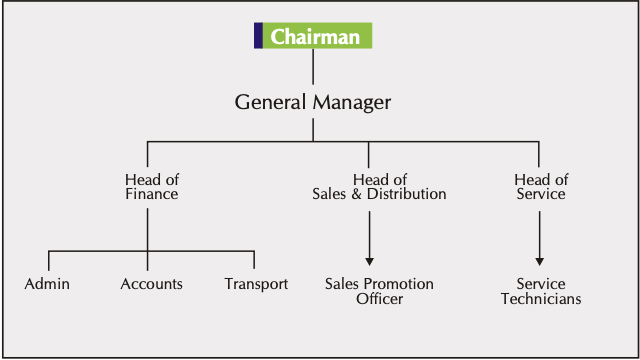 Chairman
General Manager
Head of
Finance
Head of
Sales & Distribution
Head of
Service
Admin
Accounts
Transport
Sales Promotion
Officer
Service
Technicians